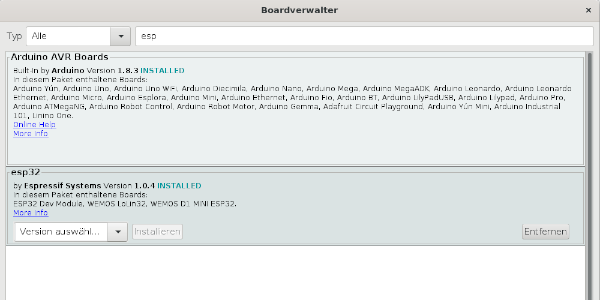 Boardverwalter
Typ Alle esp
Arduino AVR Boards
Built-In by Arduino Version 1.8.3 INSTALLED
In diesem Paket enthaltene Boards:
Arduino Yún, Arduino Uno, Arduino Uno WiFi, Arduino Diecimila, Arduino Nano, Arduino Mega, Arduino MegaADK, Arduino Leonardo, Arduino Leonardo
Ethernet, Arduino Micro, Arduino Esplora, Arduino Mini, Arduino Ethernet, Arduino Fio, Arduino BT, Arduino LilyPadUSB, Arduino Lilypad, Arduino Pro,
Arduino ATMegaNG, Arduino Robot Control, Arduino Robot Motor, Arduino Gemma, Adafruit Circuit Playground, Arduino Yún Mini, Arduino Industrial
101, Linino One.
Online Help
More Info
esp32
by Espressif Systems Version 1.0.4 INSTALLED
In diesem Paket enthaltene Boards:
ESP32 Dev Module, WEMOS LoLin32, WEMOS D1 MINI ESP32.
More Info
Version auswähl... Installieren Entfernen